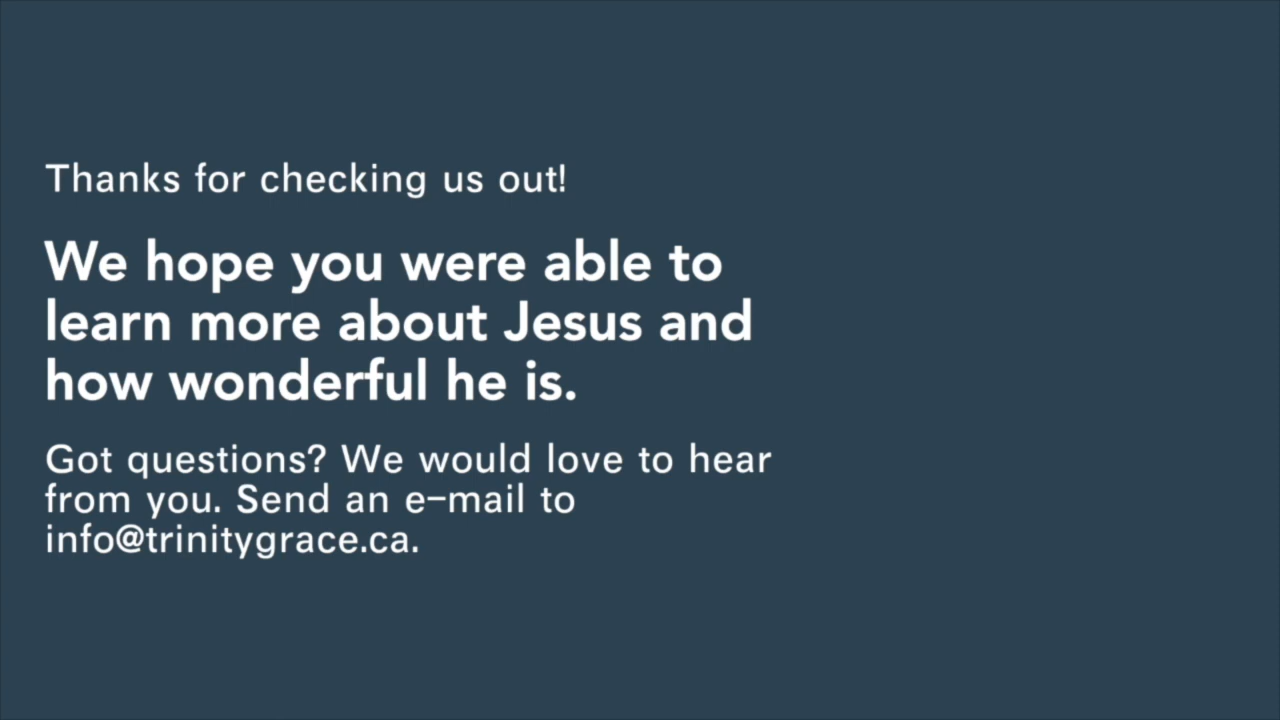 Thanks for checking us out!
We hope you were able to
learn more about Jesus and
how wonderful he is.
Got questions? We would love to hear
from you. Send an e-mail to
info@trinitygrace.ca.